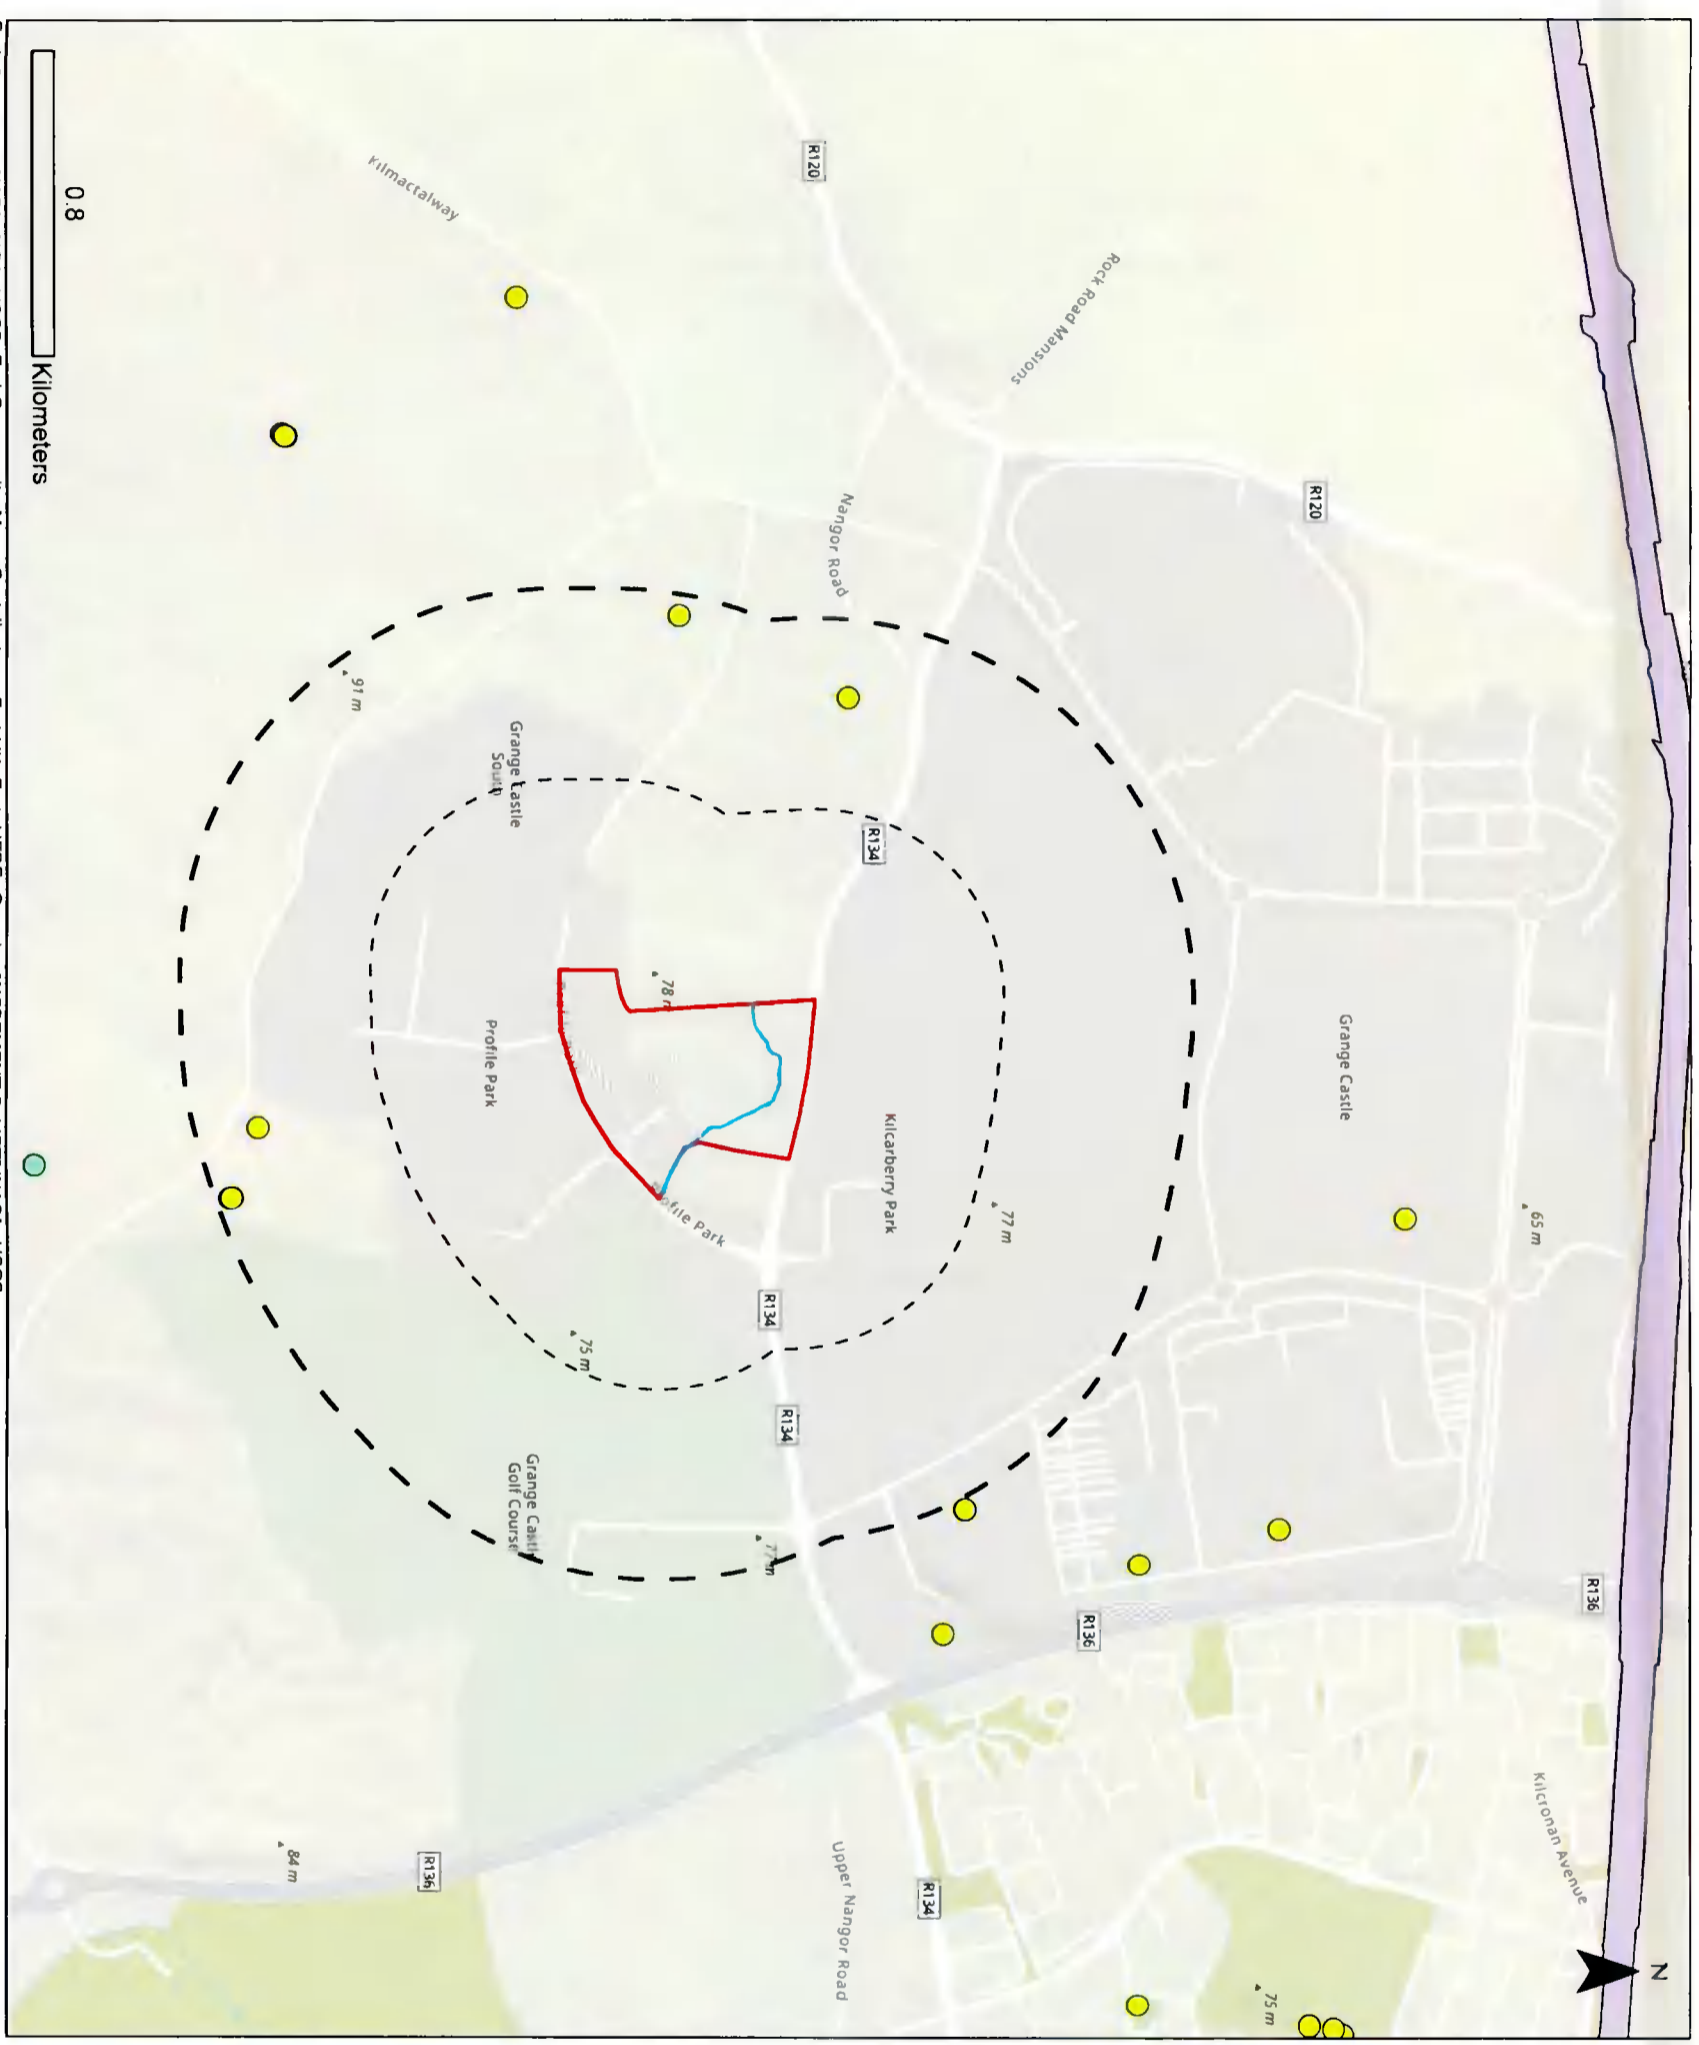 N
R120
Rock Road Mansions
R120
Kilmactalway
Nangor Road
91 m
Grange Castle
South
R134
78 m
Profile Park
Grange Castle
Kilcarberry Park
77 m
65 m
Profile Park
R134
75 m
R134
Grange Castle
Golf Course
77 m
R136
R136
Kilcronan Avenue
R136
84 m
R134
Upper Nangor Road
75 m
0.8
Kilometers